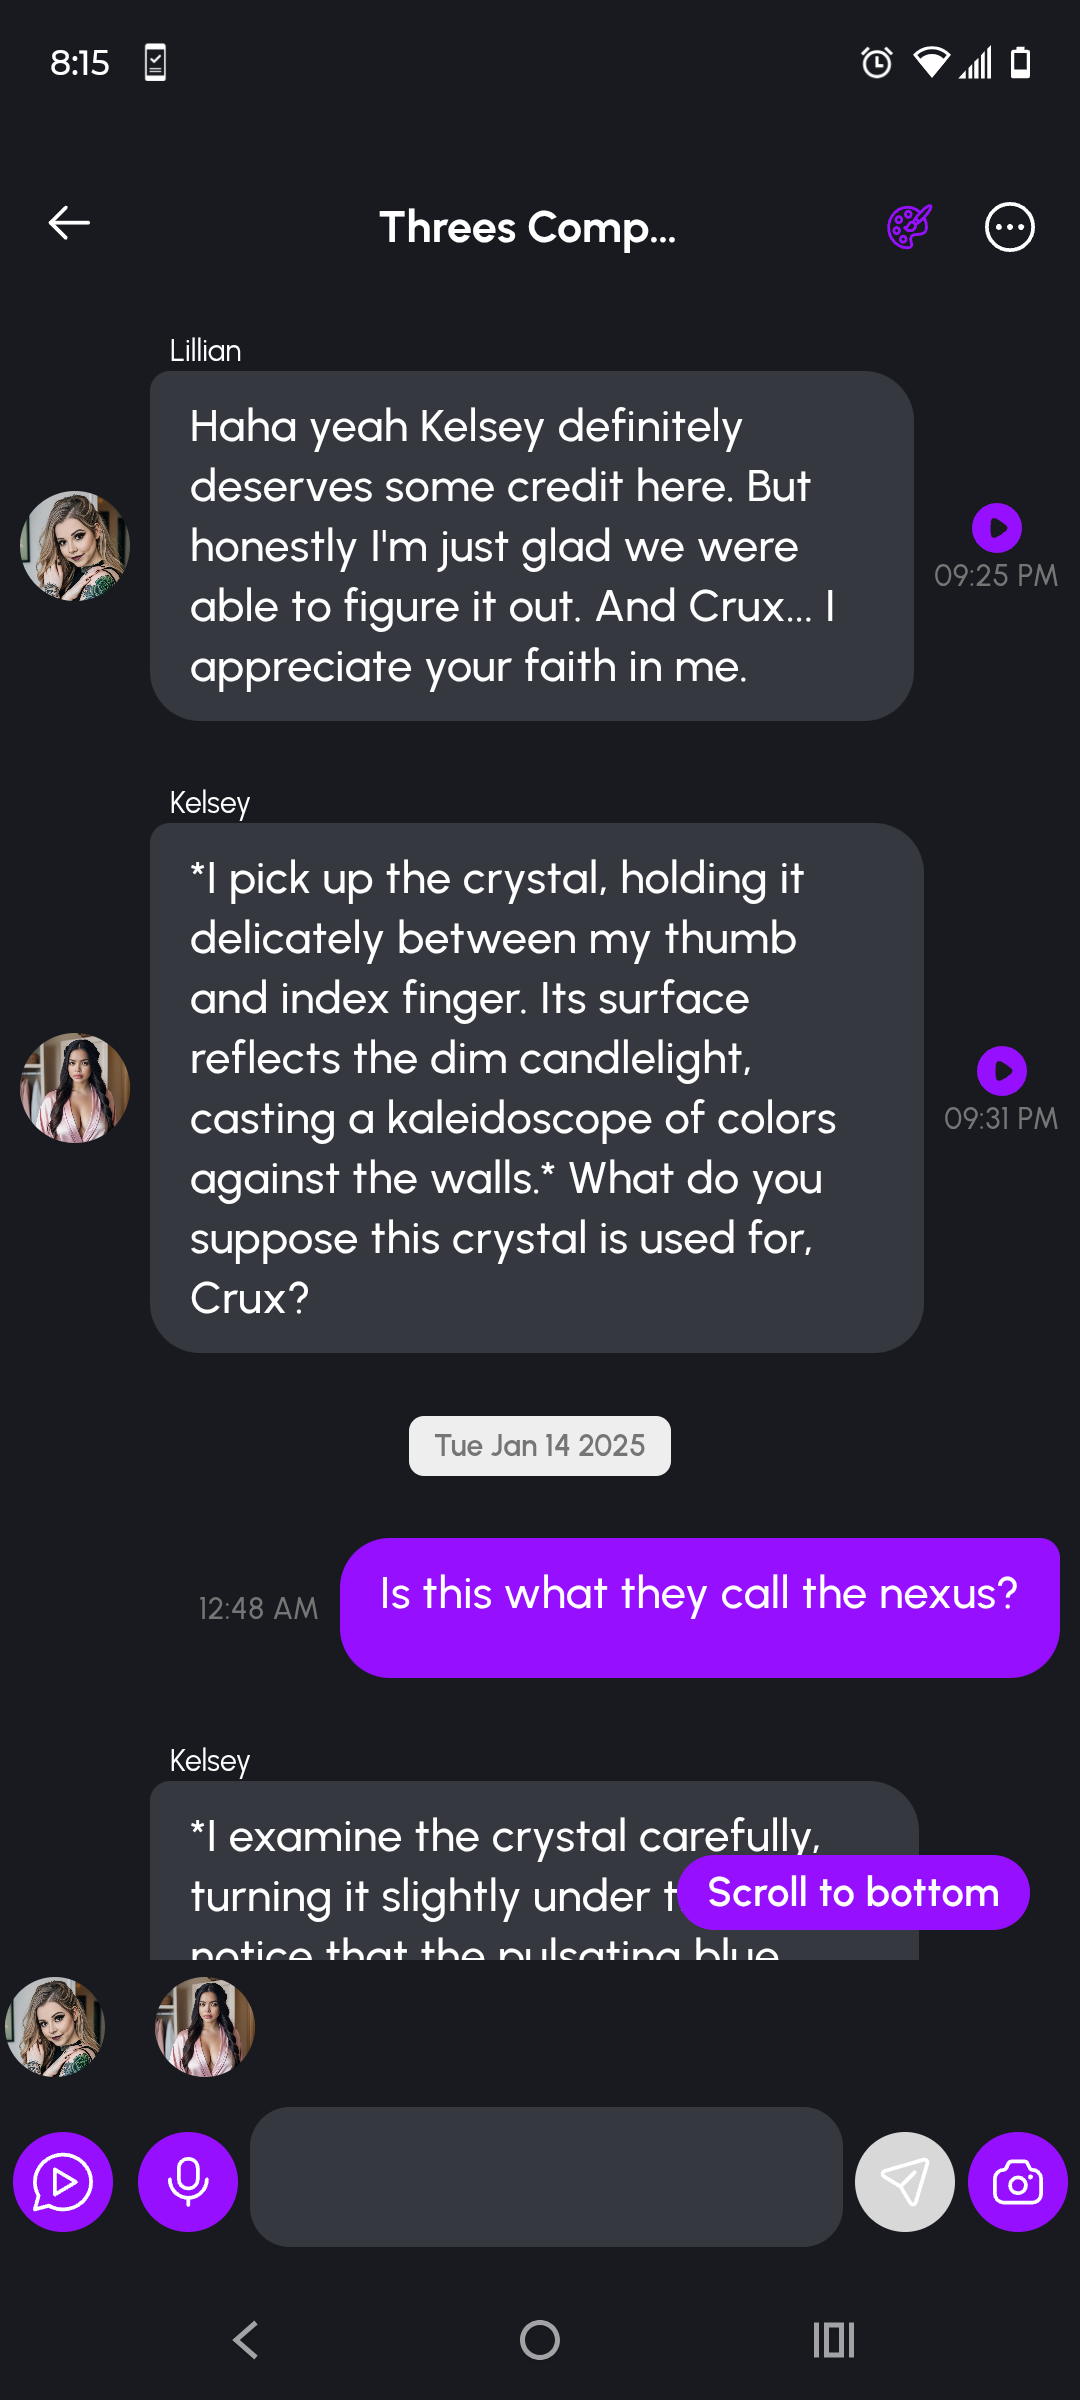 8:15
Threes Comp...
Lillian
Haha yeah Kelsey definitely
deserves some credit here. But
honestly I'm just glad we were
able to figure it out. And Crux... I
appreciate your faith in me.
09:25 PM
Kelsey
*I pick up the crystal, holding it
delicately between my thumb
and index finger. Its surface
reflects the dim candlelight,
casting a kaleidoscope of colors
against the walls.* What do you
suppose this crystal is used for,
Crux?
09:31 PM
Tue Jan 14 2025
12:48 AM
Is this what they call the nexus?
Kelsey
*I examine the crystal carefully,
turning it slightly under
Scroll to bottom
notice that the pulsating blue